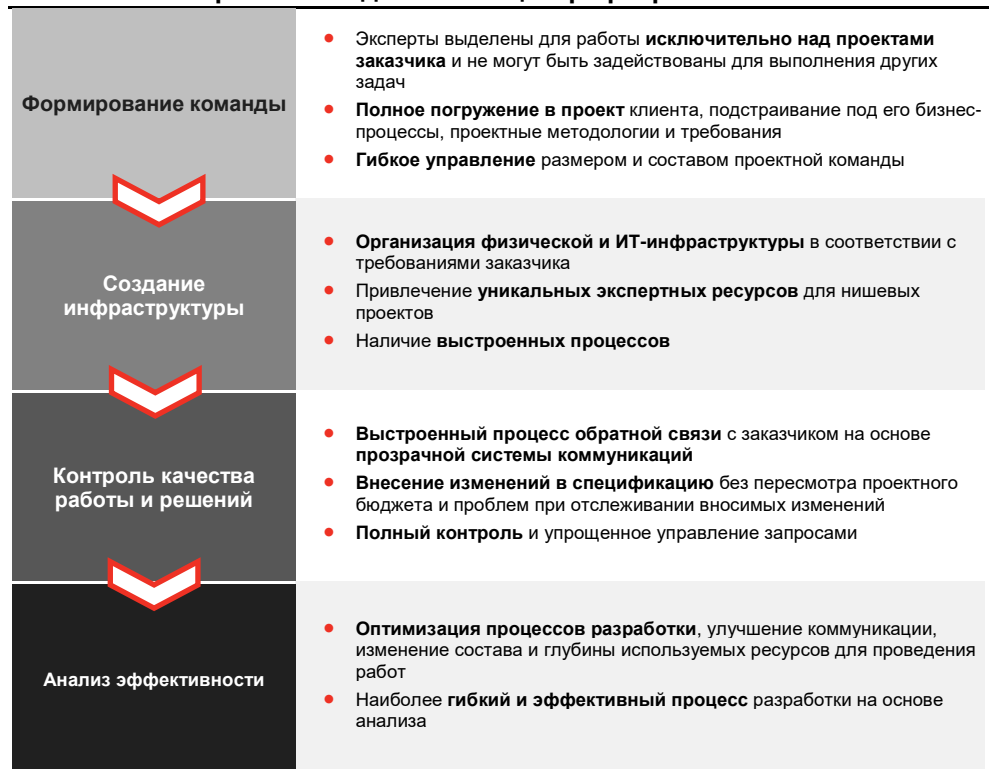 Формирование команды
• Эксперты выделены для работы исключительно над проектами
заказчика и не могут быть задействованы для выполнения других
задач
• Полное погружение в проект клиента, подстраивание под его бизнес-
процессы, проектные методологии и требования
• Гибкое управление размером и составом проектной команды
Создание
инфраструктуры
• Организация физической и ИТ-инфраструктуры в соответствии с
требованиями заказчика
• Привлечение уникальных экспертных ресурсов для нишевых
проектов
• Наличие выстроенных процессов
Контроль качества
работы и решений
• Выстроенный процесс обратной связи с заказчиком на основе
прозрачной системы коммуникаций
• Внесение изменений в спецификацию без пересмотра проектного
бюджета и проблем при отслеживании вносимых изменений
• Полный контроль и упрощенное управление запросами
Анализ эффективности
• Оптимизация процессов разработки, улучшение коммуникации,
изменение состава и глубины используемых ресурсов для проведения
работ
• Наиболее гибкий и эффективный процесс разработки на основе
анализа